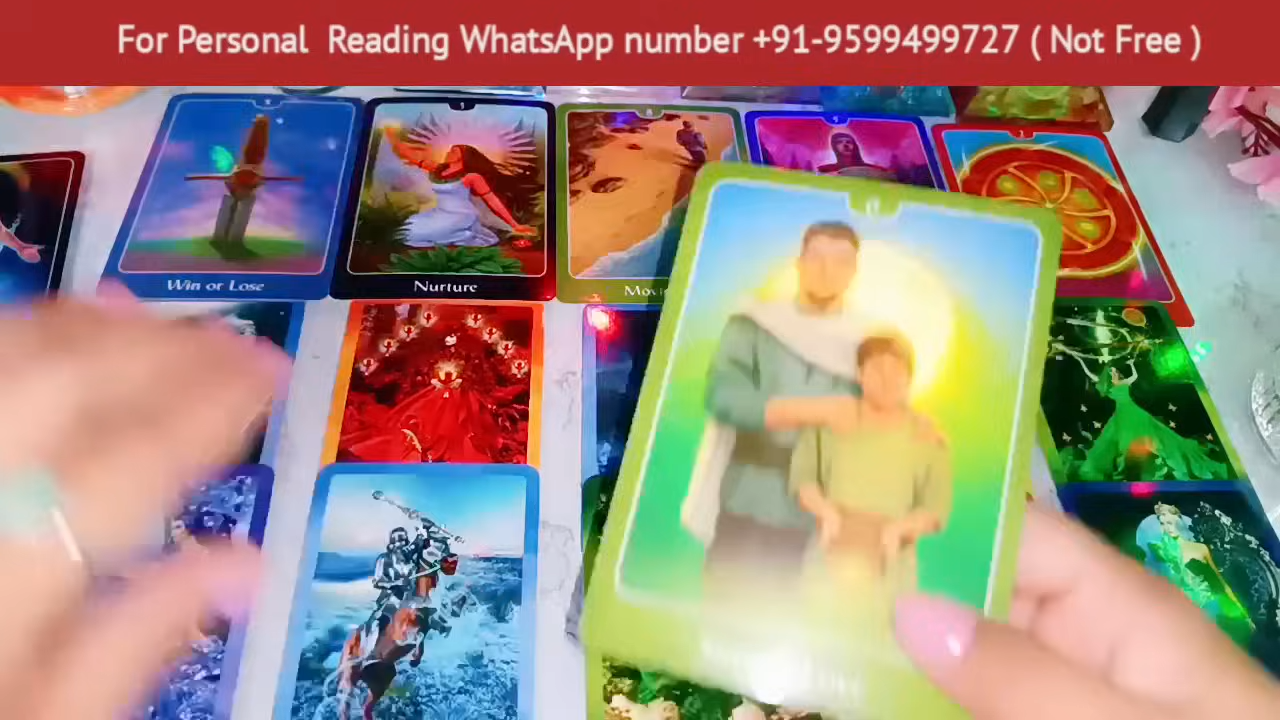 For Personal Reading WhatsApp number +91-9599499727 ( Not Free )
Win or Lose
Nurture